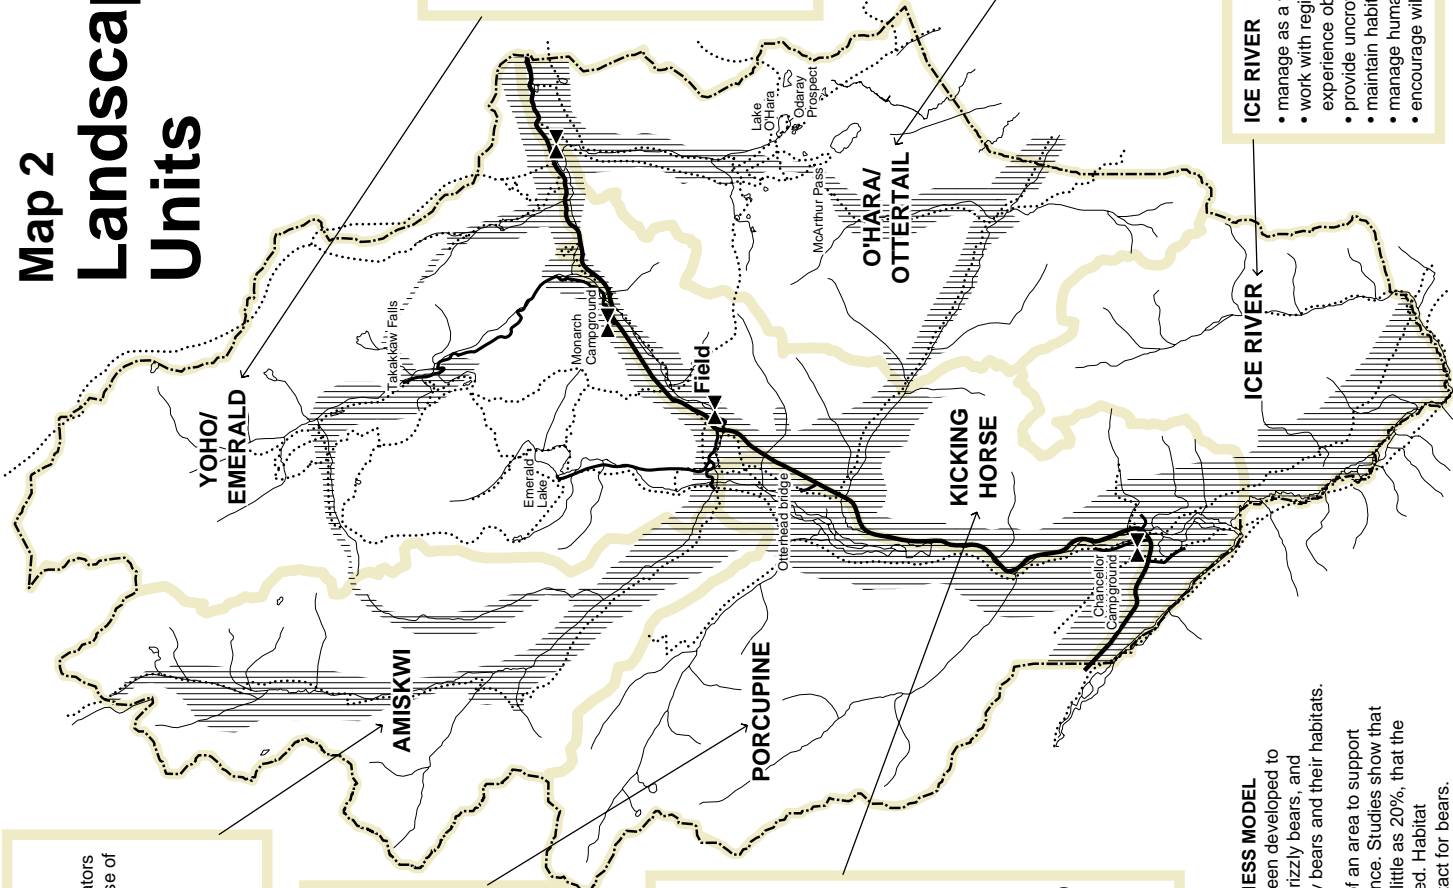 Map 2
Landsca
Units
YOHO/
EMERALD
Takakkaw Falls
Monarch
Campground
Emerald
Lake
Field
Lake
O'Hara
Odaray
Prospect
McArthur Pass
O'HARA/
OTTERTAIL
KICKING
HORSE
Otterhead bridge
AMISKWI
PORCUPINE
Chancellor
Campground
ICE RIVER
ICE RIVER
• manage as a
• work with regi
experience ob
• provide uncro
• maintain habit
• manage huma
• encourage wil
ators
se of
ESS MODEL
een developed to
rizzly bears, and
y bears and their habitats.
f an area to support
nce. Studies show that
little as 20%, that the
ed. Habitat
act for bears.